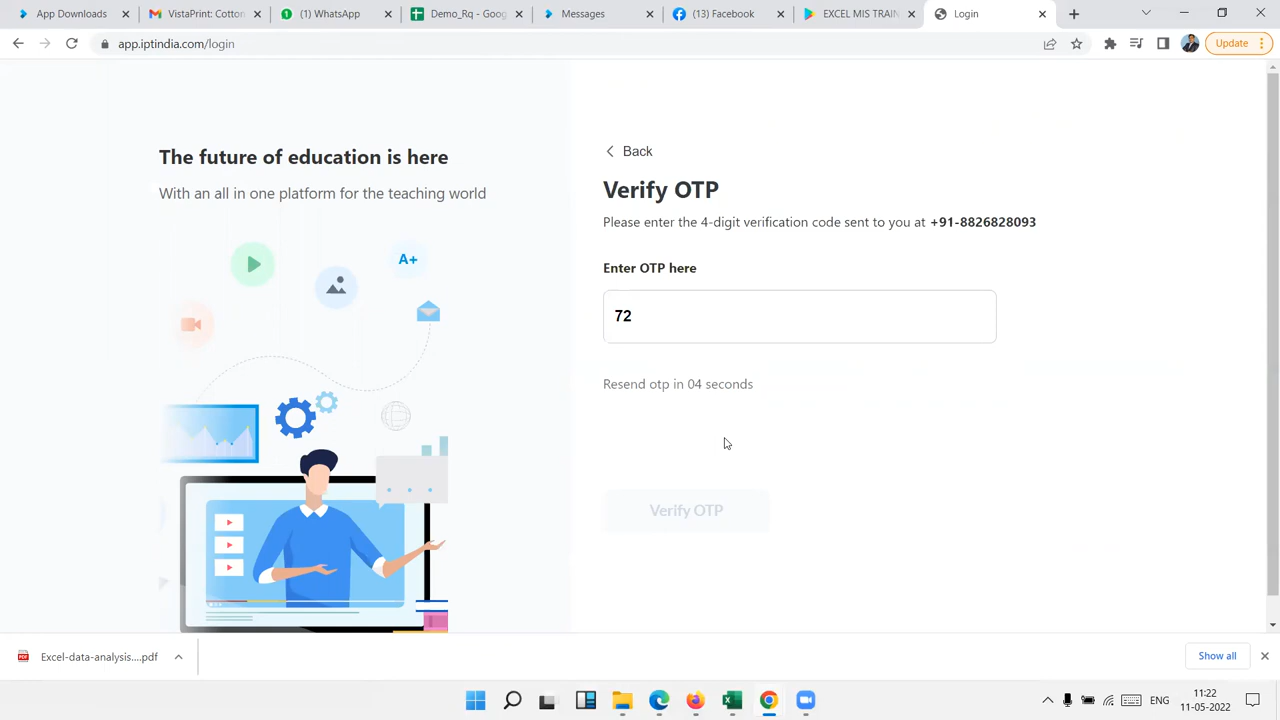 App Downloads
VistaPrint: Cotton
WhatsApp
Demo_Rq - Goog
Messages
(13) Facebook
EXCEL MIS TRAIN
Login
app.iptindia.com/login
Update
The future of education is here
With an all in one platform for the teaching world
A+
Back
Verify OTP
Please enter the 4-digit verification code sent to you at +91-8826828093
Enter OTP here
72
Resend otp in 04 seconds
Verify OTP
Excel-data-analysis....pdf
Show all
ENG
11:22
11-05-2022